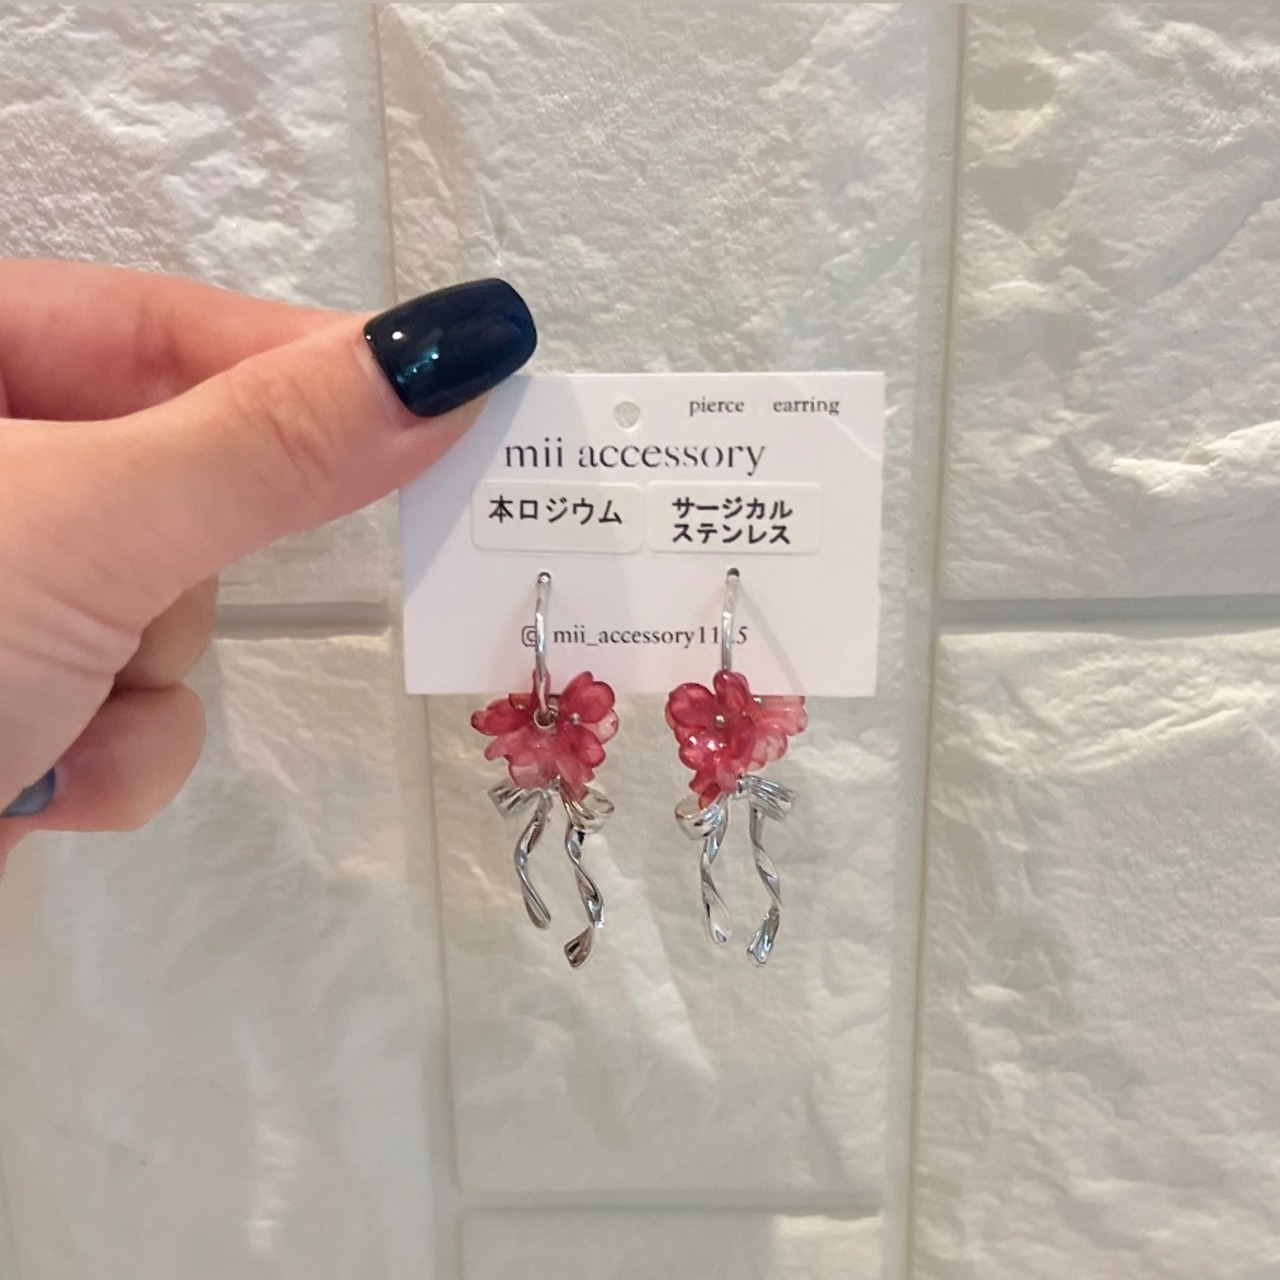 pierce earring
mii accessory
本ロジウム
サージカル
ステンレス